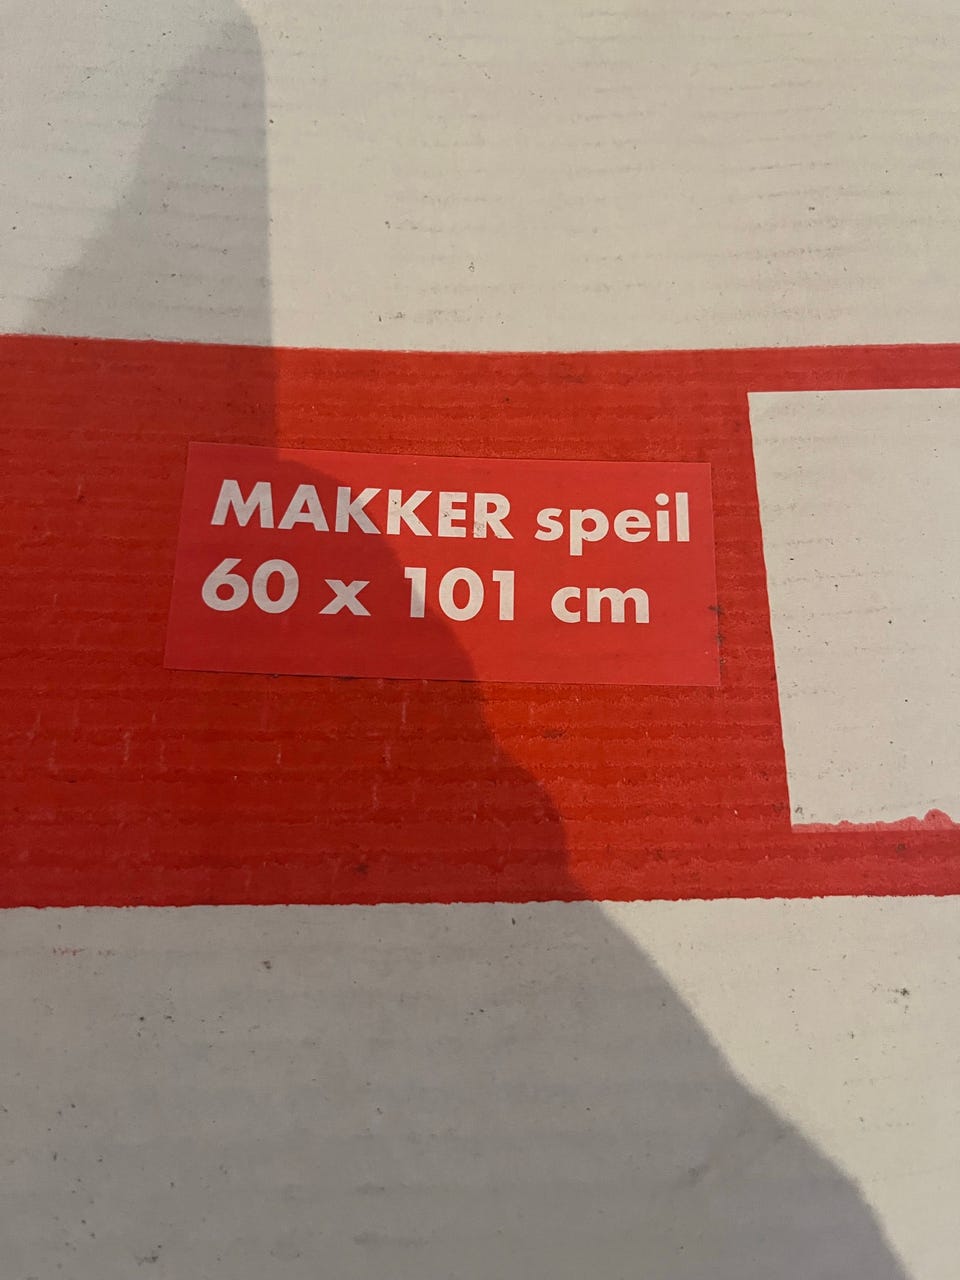 MAKKER speil
60 x 101 cm